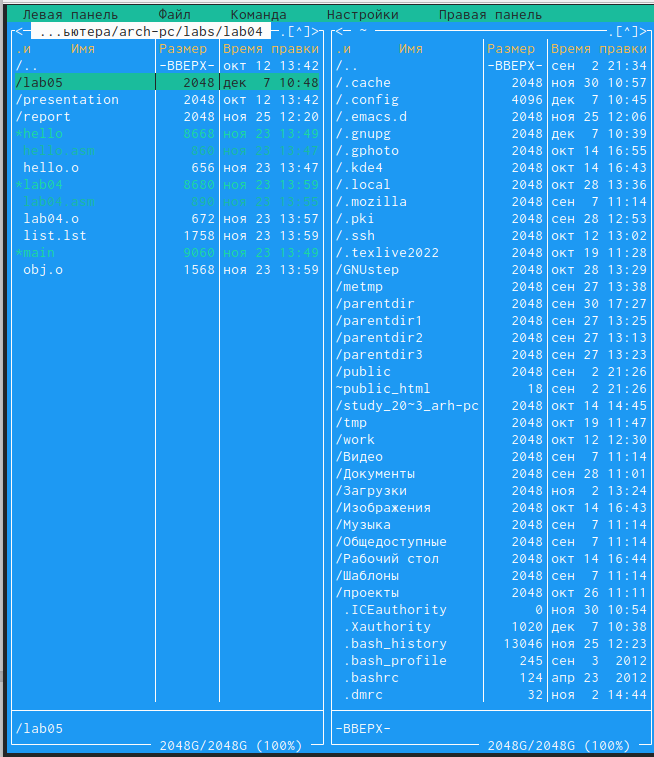 Левая панель Файл Команда Настройки Правая панель
<— ...ьютера/arch-pc/labs/lab04 —.[^]>
.и Имя Размер Время правки
/.. -ВВЕРХ- окт 12 13:42
/lab05 2048 дек 7 10:48
/presentation 2048 окт 12 13:42
/report 2048 ноя 25 12:20
*hello 8668 ноя 23 13:49
hello.asm 860 ноя 23 13:47
hello.o 656 ноя 23 13:47
*lab04 8680 ноя 23 13:59
lab04.asm 890 ноя 23 13:56
lab04.o 672 ноя 23 13:57
list.lst 1758 ноя 23 13:59
*main 9060 ноя 23 13:49
obj.o 1568 ноя 23 13:59
/lab05
2048G/2048G (100%)
<— ~ —.[^]>
.и Имя Размер Время правки
/.. -ВВЕРХ- сен 2 21:34
/.cache 2048 ноя 30 10:57
/.config 4096 дек 7 10:45
/.emacs.d 2048 ноя 25 12:06
/.gnupg 2048 дек 7 10:39
/.gphoto 2048 окт 14 16:55
/.kde4 2048 окт 14 16:43
/.local 2048 окт 28 13:36
/.mozilla 2048 сен 7 11:14
/.pki 2048 сен 28 12:53
/.ssh 2048 окт 12 13:02
/.texlive2022 2048 окт 19 11:28
/GNUstep 2048 окт 28 13:29
/metmp 2048 сен 27 13:38
/parentdir 2048 сен 30 17:27
/parentdir1 2048 сен 27 13:25
/parentdir2 2048 сен 27 13:13
/parentdir3 2048 сен 27 13:23
/public 2048 сен 2 21:26
~public_html 18 сен 2 21:26
/study_20~3_arh-pc 2048 окт 14 14:45
/tmp 2048 окт 19 11:47
/work 2048 окт 12 12:30
/Видео 2048 сен 7 11:14
/Документы 2048 сен 28 11:01
/Загрузки 2048 ноя 2 13:24
/Изображения 2048 окт 14 16:43
/Музыка 2048 сен 7 11:14
/Общедоступные 2048 сен 7 11:14
/Рабочий стол 2048 окт 14 16:44
/Шаблоны 2048 сен 7 11:14
/проекты 2048 окт 26 11:11
.ICEauthority 0 ноя 30 10:54
.Xauthority 1020 дек 7 10:38
.bash_history 13046 ноя 25 12:23
.bash_profile 245 сен 3 2012
.bashrc 124 апр 23 2012
.dmrc 32 ноя 2 14:44
-ВВЕРХ-
2048G/2048G (100%)